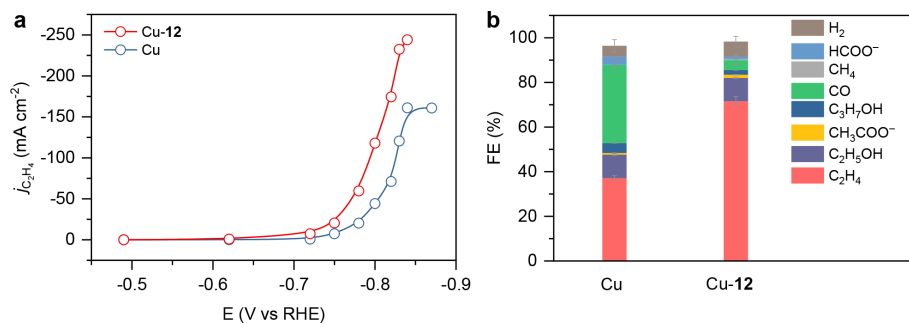 a
Cu-12
Cu
-250
-200
-150
-100
-50
0
j C₂H₄ (mA cm⁻²)
-0.5
-0.6
-0.7
-0.8
-0.9
E (V vs RHE)
b
100
80
60
40
20
0
FE (%)
Cu
Cu-12
H₂
HCOO⁻
CH₄
CO
C₃H₇OH
CH₃COO⁻
C₂H₅OH
C₂H₄